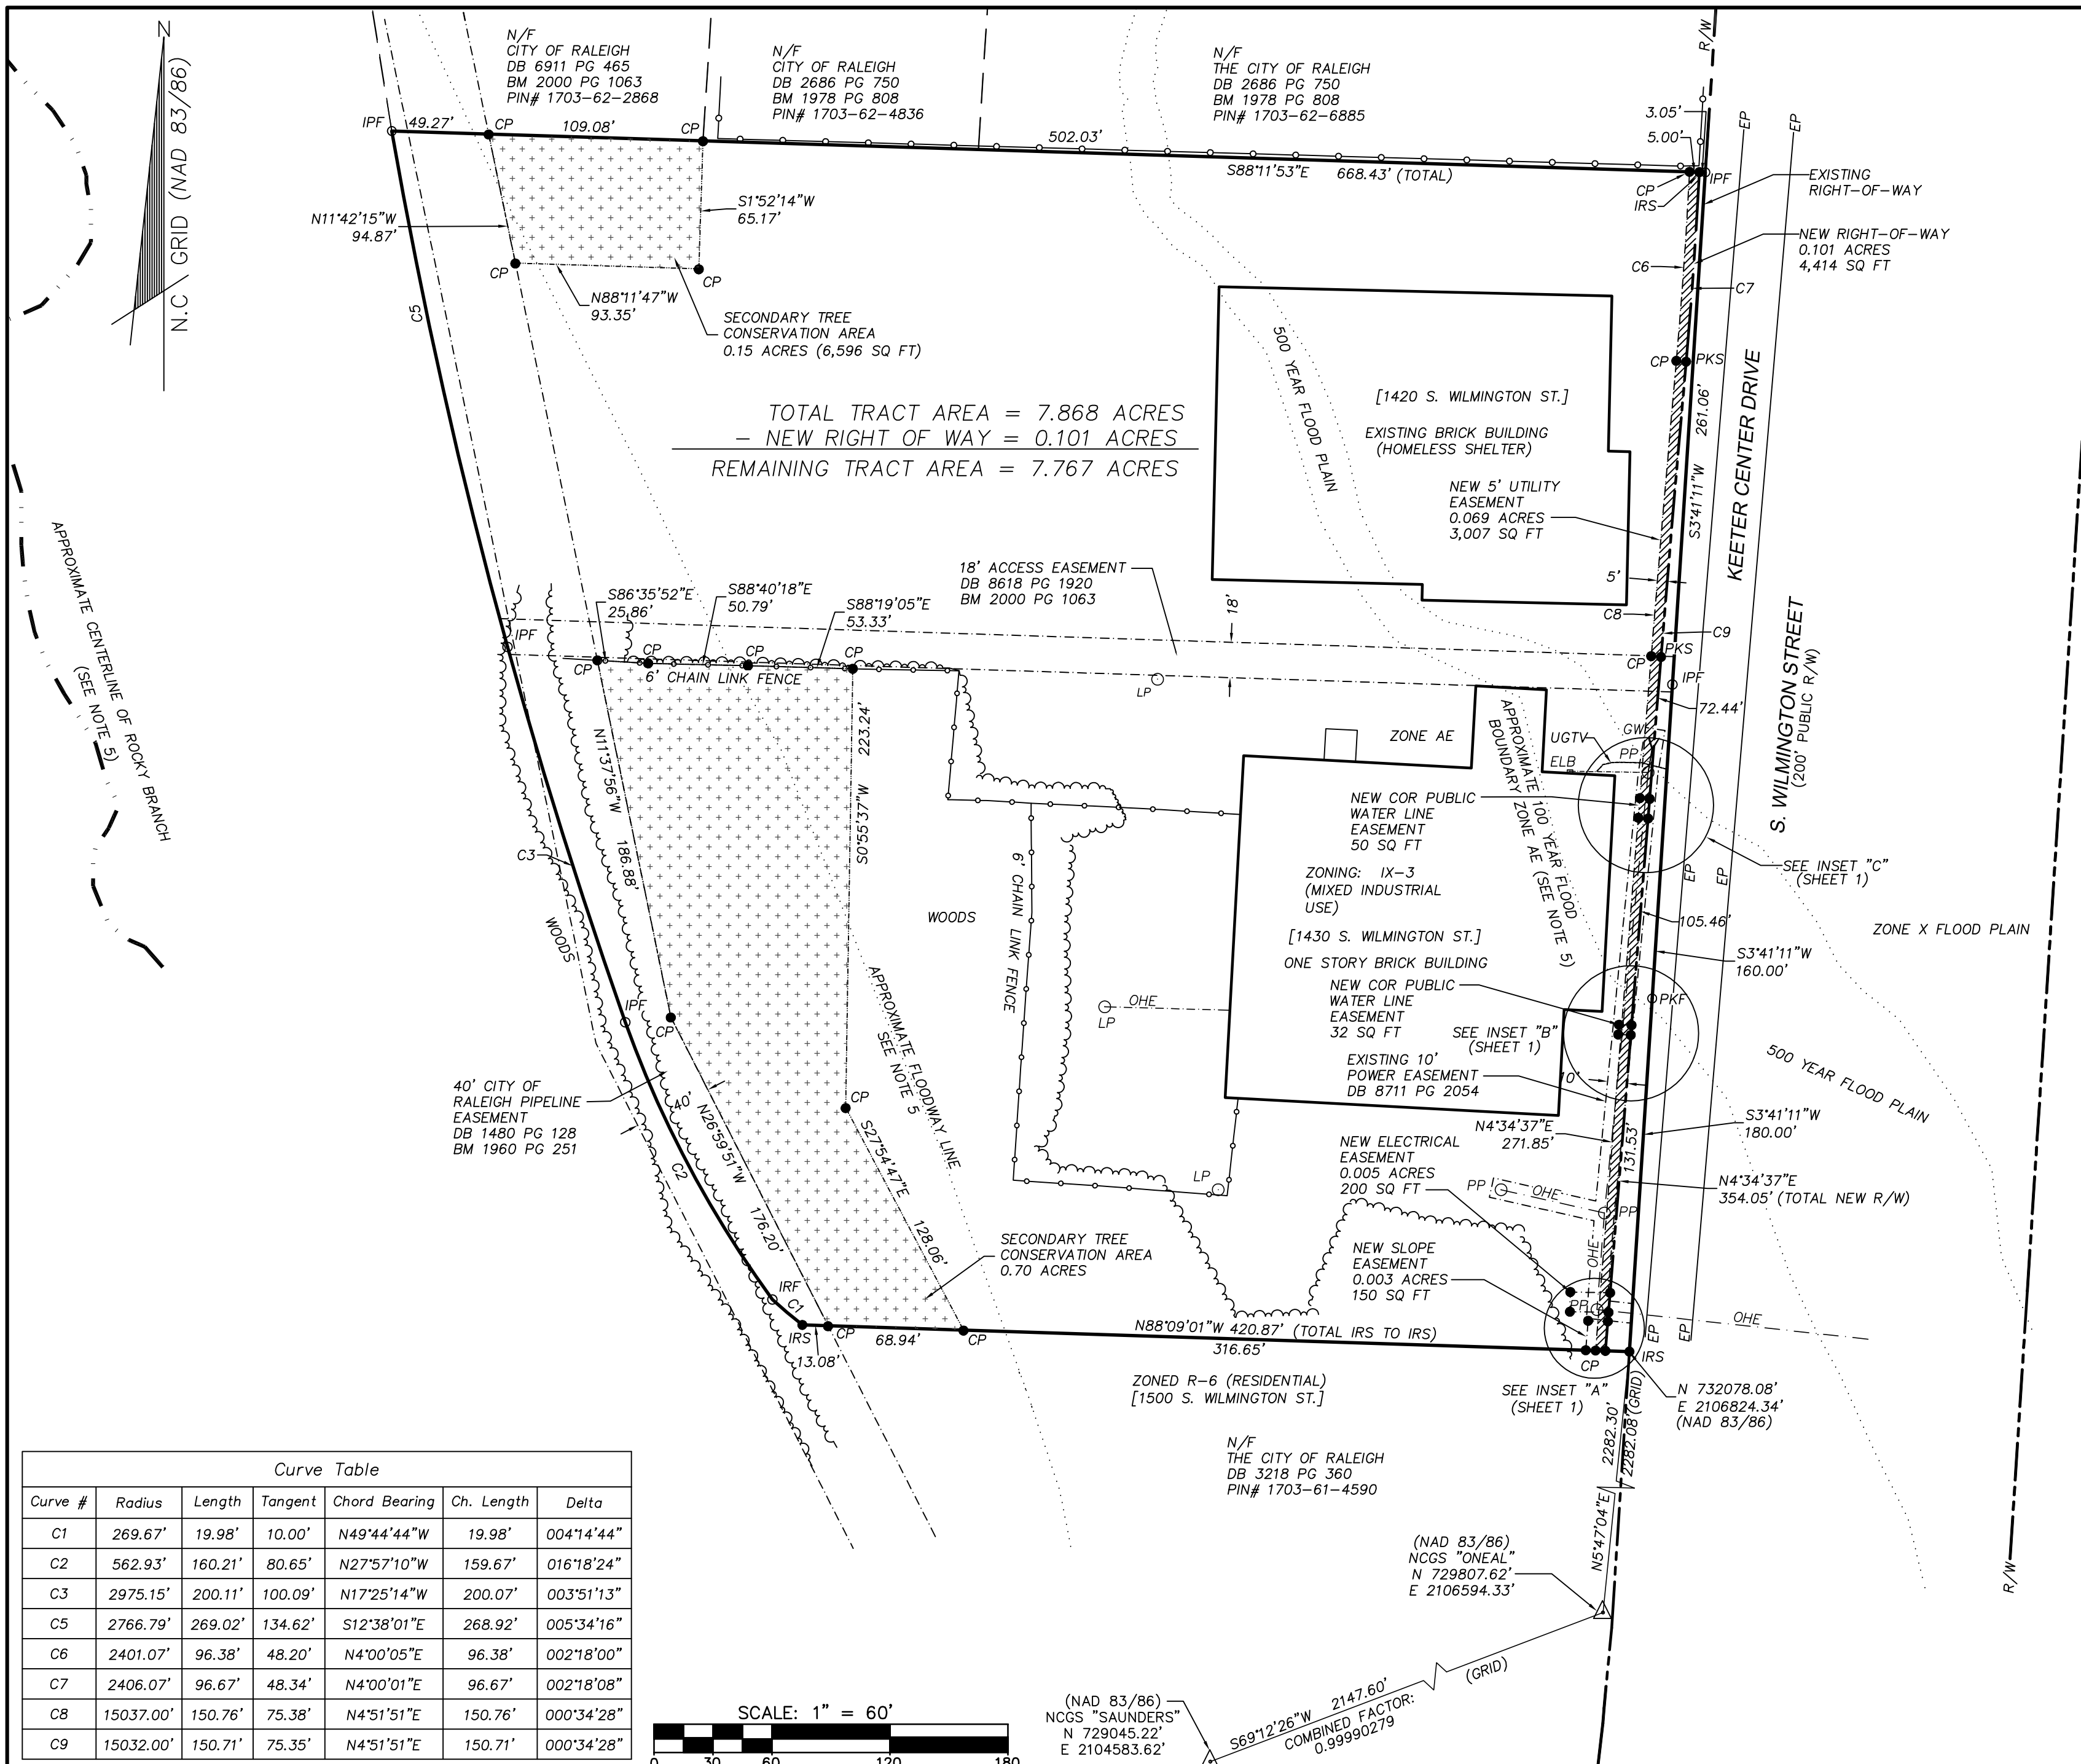 N
N.C GRID (NAD 83/86)
N/F
CITY OF RALEIGH
DB 6911 PG 465
BM 2000 PG 1063
PIN# 1703-62-2868
N/F
CITY OF RALEIGH
DB 2686 PG 750
BM 1978 PG 808
PIN# 1703-62-4836
N/F
THE CITY OF RALEIGH
DB 2686 PG 750
BM 1978 PG 808
PIN# 1703-62-6885
R/W
3.05'
5.00'
EP
EP
IPF
49.27'
CP
109.08'
CP
502.03'
S88°11'53"E 668.43' (TOTAL)
CP
IRS
IPF
EXISTING
RIGHT-OF-WAY
NEW RIGHT-OF-WAY
0.101 ACRES
4,414 SQ FT
N11°42'15"W
94.87'
S1°52'14"W
65.17'
CP
CP
N88°11'47"W
93.35'
SECONDARY TREE
CONSERVATION AREA
0.15 ACRES (6,596 SQ FT)
C5
C6
C7
500 YEAR FLOOD PLAIN
CP
PKS
[1420 S. WILMINGTON ST.]
EXISTING BRICK BUILDING
(HOMELESS SHELTER)
TOTAL TRACT AREA = 7.868 ACRES
- NEW RIGHT OF WAY = 0.101 ACRES
REMAINING TRACT AREA = 7.767 ACRES
NEW 5' UTILITY
EASEMENT
0.069 ACRES
3,007 SQ FT
261.06'
S3°41'11"W
KEETER CENTER DRIVE
5'
C8
C9
APPROXIMATE CENTERLINE OF ROCKY BRANCH
(SEE NOTE 5)
18' ACCESS EASEMENT
DB 8618 PG 1920
BM 2000 PG 1063
18'
S86°35'52"E
25.86'
S88°40'18"E
50.79'
S88°19'05"E
53.33'
IPF
CP
CP
CP
CP
6' CHAIN LINK FENCE
LP
CP
PKS
IPF
72.44'
S. WILMINGTON STREET
(200' PUBLIC R/W)
GW
PP
UGTV
ELB
ZONE AE
APPROXIMATE 100 YEAR FLOOD
BOUNDARY ZONE AE (SEE NOTE 5)
NEW COR PUBLIC
WATER LINE
EASEMENT
50 SQ FT
SEE INSET "C"
(SHEET 1)
EP
EP
ZONING: IX-3
(MIXED INDUSTRIAL
USE)
[1430 S. WILMINGTON ST.]
ONE STORY BRICK BUILDING
105.46'
ZONE X FLOOD PLAIN
S3°41'11"W
160.00'
N11°37'56"W
186.88'
S0°55'37"W
223.24'
C3
WOODS
WOODS
6' CHAIN LINK FENCE
OHE
LP
NEW COR PUBLIC
WATER LINE
EASEMENT
32 SQ FT
SEE INSET "B"
(SHEET 1)
PKF
500 YEAR FLOOD PLAIN
EXISTING 10'
POWER EASEMENT
DB 8711 PG 2054
10'
IPF
CP
APPROXIMATE FLOODWAY LINE
SEE NOTE 5
40' CITY OF
RALEIGH PIPELINE
EASEMENT
DB 1480 PG 128
BM 1960 PG 251
40'
N26°59'51"W
176.20'
C2
CP
S27°54'47"E
128.06'
N4°34'37"E
271.85'
131.53'
S3°41'11"W
180.00'
NEW ELECTRICAL
EASEMENT
0.005 ACRES
200 SQ FT
PP
OHE
PP
N4°34'37"E
354.05' (TOTAL NEW R/W)
LP
SECONDARY TREE
CONSERVATION AREA
0.70 ACRES
NEW SLOPE
EASEMENT
0.003 ACRES
150 SQ FT
OHE
PP
OHE
IRF
C1
IRS
13.08'
CP
68.94'
CP
N88°09'01"W 420.87' (TOTAL IRS TO IRS)
316.65'
EP
EP
CP
IRS
ZONED R-6 (RESIDENTIAL)
[1500 S. WILMINGTON ST.]
SEE INSET "A"
(SHEET 1)
N 732078.08'
E 2106824.34'
(NAD 83/86)
N/F
THE CITY OF RALEIGH
DB 3218 PG 360
PIN# 1703-61-4590
2282.30'
2282.08' (GRID)
N5°47'04"E
(NAD 83/86)
NCGS "ONEAL"
N 729807.62'
E 2106594.33'
R/W
Curve Table
Curve # Radius Length Tangent Chord Bearing Ch. Length Delta
C1 269.67' 19.98' 10.00' N49°44'44"W 19.98' 004°14'44"
C2 562.93' 160.21' 80.65' N27°57'10"W 159.67' 016°18'24"
C3 2975.15' 200.11' 100.09' N17°25'14"W 200.07' 003°51'13"
C5 2766.79' 269.02' 134.62' S12°38'01"E 268.92' 005°34'16"
C6 2401.07' 96.38' 48.20' N4°00'05"E 96.38' 002°18'00"
C7 2406.07' 96.67' 48.34' N4°00'01"E 96.67' 002°18'08"
C8 15037.00' 150.76' 75.38' N4°51'51"E 150.76' 000°34'28"
C9 15032.00' 150.71' 75.35' N4°51'51"E 150.71' 000°34'28"
SCALE: 1" = 60'
0 30 60 120 180
(NAD 83/86)
NCGS "SAUNDERS"
N 729045.22'
E 2104583.62'
S69°12'26"W 2147.60' (GRID)
COMBINED FACTOR:
0.99990279